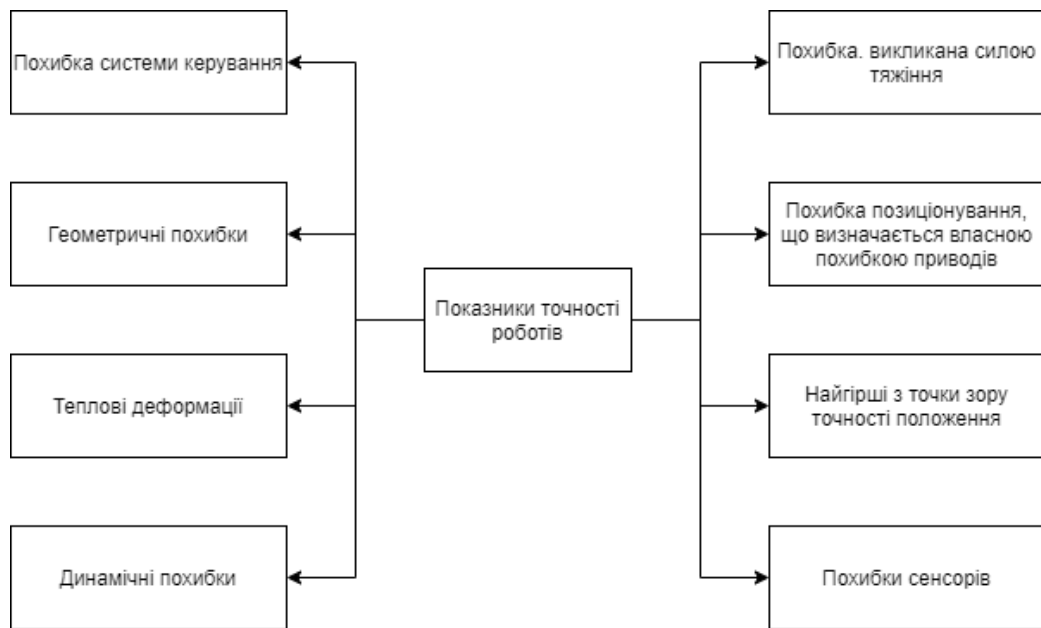 Похибка системи керування
Геометричні похибки
Теплові деформації
Динамічні похибки
Показники точності
роботів
Похибка. викликана силою
тяжіння
Похибка позиціонування,
що визначається власною
похибкою приводів
Найгірші з точки зору
точності положення
Похибки сенсорів